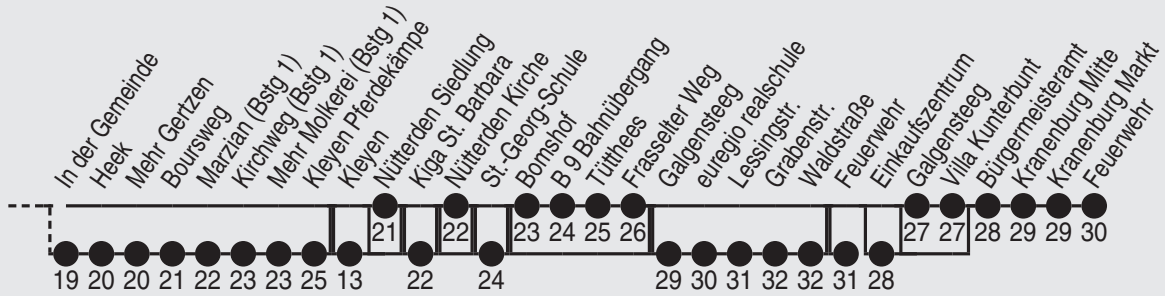 In der Gemeinde
Heek
Mehr Gertzen
Boursweg
Marzian (Bstg 1)
Kirchweg (Bstg 1)
Mehr Molkerei (Bstg 1)
Kleyen Pferdekämpe
Kleyen
Nütterden Siedlung
Kiga St. Barbara
Nütterden Kirche
St.-Georg-Schule
Bomshof
B 9 Bahnübergang
Tütthees
Frasselter Weg
Galgensteeg
euregio realschule
Lessingstr.
Grabenstr.
Waldstraße
Feuerwehr
Einkaufszentrum
Galgensteeg
Villa Kunterbunt
Bürgermeisteramt
Kranenburg Mitte
Kranenburg Markt
Feuerwehr
21 22 23 24 25 26 27 27 28 29 29 30
19 20 20 21 22 23 23 25 13 22 24 29 30 31 32 32 31 28